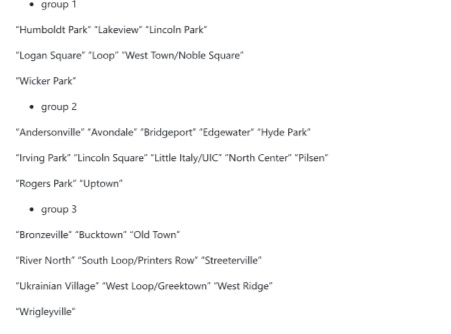 • group 1
"Humboldt Park" "Lakeview" "Lincoln Park"
"Logan Square" "Loop" "West Town/Noble Square"
"Wicker Park"
• group 2
"Andersonville" "Avondale" "Bridgeport" "Edgewater" "Hyde Park"
"Irving Park" "Lincoln Square" "Little Italy/UIC" "North Center" "Pilsen"
"Rogers Park" "Uptown"
• group 3
"Bronzeville" "Bucktown" "Old Town"
"River North" "South Loop/Printers Row" "Streeterville"
"Ukrainian Village" "West Loop/Greektown" "West Ridge"
"Wrigleyville"